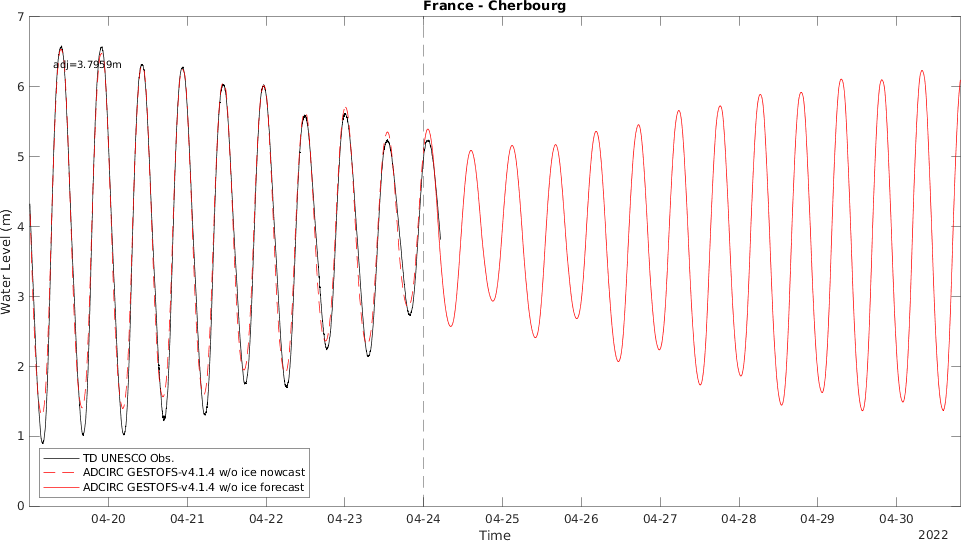 France - Cherbourg
7
6
5
4
3
2
1
0
Water Level (m)
adj=3.7959m
TD UNESCO Obs.
ADCIRC GESTOFS-v4.1.4 w/o ice nowcast
ADCIRC GESTOFS-v4.1.4 w/o ice forecast
04-20 04-21 04-22 04-23 04-24 04-25 04-26 04-27 04-28 04-29 04-30
Time
2022